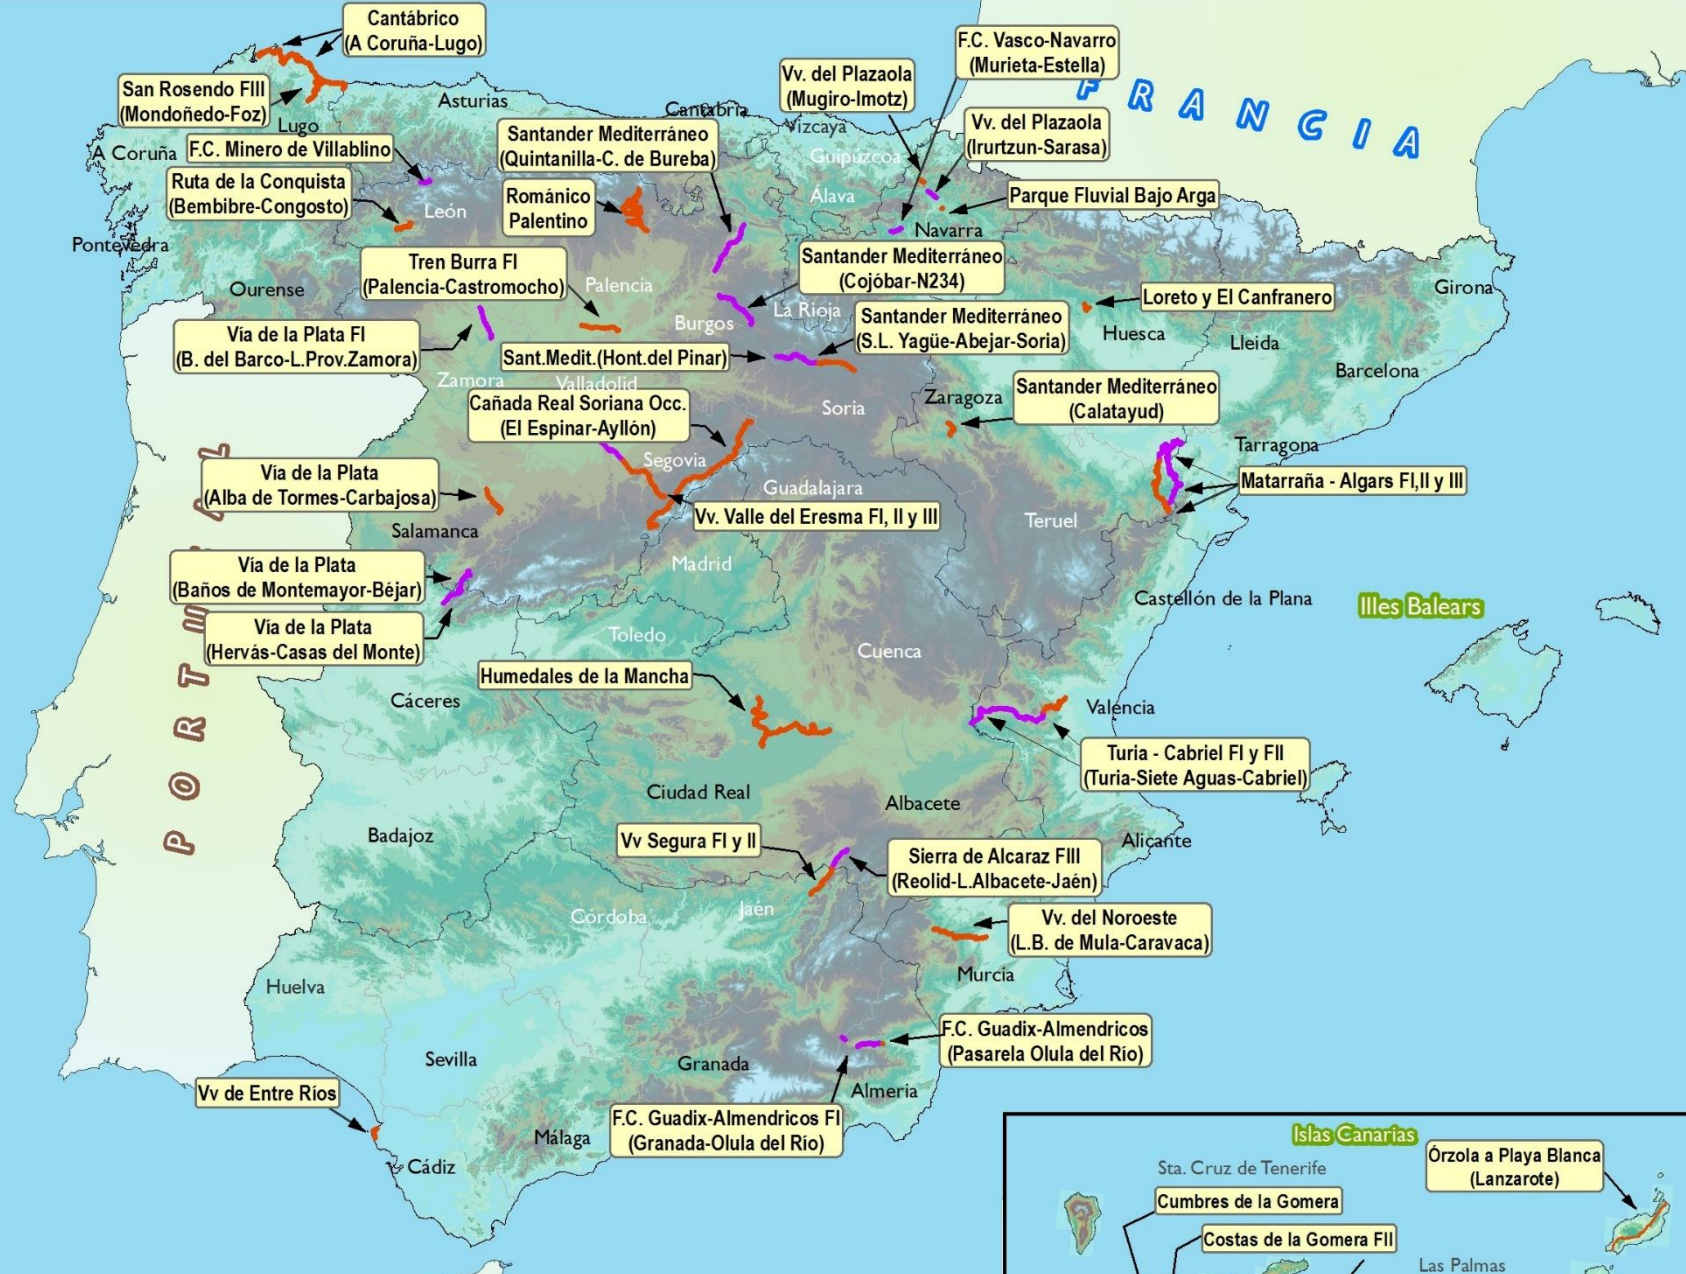 Cantábrico
(A Coruña-Lugo)
F.C. Vasco-Navarro
(Murieta-Estella)
Vv. del Plazaola
(Mugiro-Imotz)
San Rosendo FIII
(Mondoñedo-Foz)
FRANCIA
Asturias
Cantabria
Vizcaya
Vv. del Plazaola
(Irurtzun-Sarasa)
Lugo
A Coruña
F.C. Minero de Villablino
Santander Mediterráneo
(Quintanilla-C. de Bureba)
Guipúzcoa
Ruta de la Conquista
(Bembibre-Congosto)
León
Románico
Palentino
Álava
Parque Fluvial Bajo Arga
Navarra
Pontevedra
Tren Burra FI
(Palencia-Castromocho)
Santander Mediterráneo
(Cojóbar-N234)
Ourense
Palencia
Girona
Loreto y El Canfranero
La Rioja
Burgos
Santander Mediterráneo
(S.L. Yagüe-Abejar-Soria)
Huesca
Lleida
Vía de la Plata FI
(B. del Barco-L.Prov.Zamora)
Sant.Medit.(Hont.del Pinar)
Barcelona
Zamora
Valladolid
Santander Mediterráneo
(Calatayud)
Zaragoza
Cañada Real Soriana Occ.
(El Espinar-Ayllón)
Soria
Tarragona
Segovia
Vía de la Plata
(Alba de Tormes-Carbajosa)
Guadalajara
Matarraña - Algars FI,II y III
Vv. Valle del Eresma FI, II y III
Teruel
Salamanca
PORTUGAL
Madrid
Vía de la Plata
(Baños de Montemayor-Béjar)
Castellón de la Plana
Illes Balears
Vía de la Plata
(Hervás-Casas del Monte)
Toledo
Cuenca
Humedales de la Mancha
Cáceres
Valencia
Turia - Cabriel FI y FII
(Turia-Siete Aguas-Cabriel)
Ciudad Real
Albacete
Badajoz
Vv Segura FI y II
Alicante
Sierra de Alcaraz FIII
(Reolid-L.Albacete-Jaén)
Córdoba
Jaén
Vv. del Noroeste
(L.B. de Mula-Caravaca)
Murcia
Huelva
F.C. Guadix-Almendricos
(Pasarela Olula del Río)
Sevilla
Granada
Almeria
Vv de Entre Ríos
F.C. Guadix-Almendricos FI
(Granada-Olula del Río)
Málaga
Cádiz
Islas Canarias
Sta. Cruz de Tenerife
Órzola a Playa Blanca
(Lanzarote)
Cumbres de la Gomera
Costas de la Gomera FII
Las Palmas